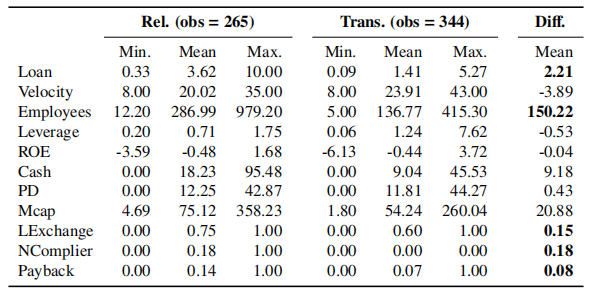 Rel. (obs = 265) Trans. (obs = 344) Diff.
Min. Mean Max. Min. Mean Max. Mean
Loan 0.33 3.62 10.00 0.09 1.41 5.27 2.21
Velocity 8.00 20.02 35.00 8.00 23.91 43.00 -3.89
Employees 12.20 286.99 979.20 5.00 136.77 415.30 150.22
Leverage 0.20 0.71 1.75 0.06 1.24 7.62 -0.53
ROE -3.59 -0.48 1.68 -6.13 -0.44 3.72 -0.04
Cash 0.00 18.23 95.48 0.00 9.04 45.53 9.18
PD 0.00 12.25 42.87 0.00 11.81 44.27 0.43
Mcap 4.69 75.12 358.23 1.80 54.24 260.04 20.88
LExchange 0.00 0.75 1.00 0.00 0.60 1.00 0.15
NComplier 0.00 0.18 1.00 0.00 0.00 0.00 0.18
Payback 0.00 0.14 1.00 0.00 0.07 1.00 0.08